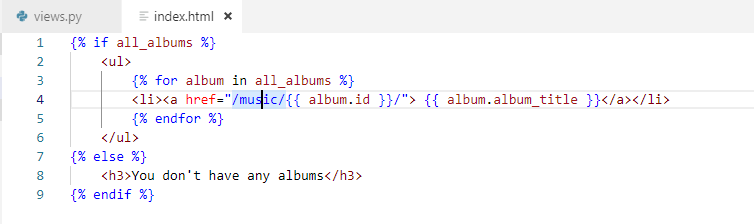 views.py index.html ×
1 {% if all_albums %}
2     <ul>
3         {% for album in all_albums %}
4         <li><a href="/music/{{ album.id }}/"> {{ album.album_title }}</a></li>
5         {% endfor %}
6     </ul>
7 {% else %}
8     <h3>You don't have any albums</h3>
9 {% endif %}